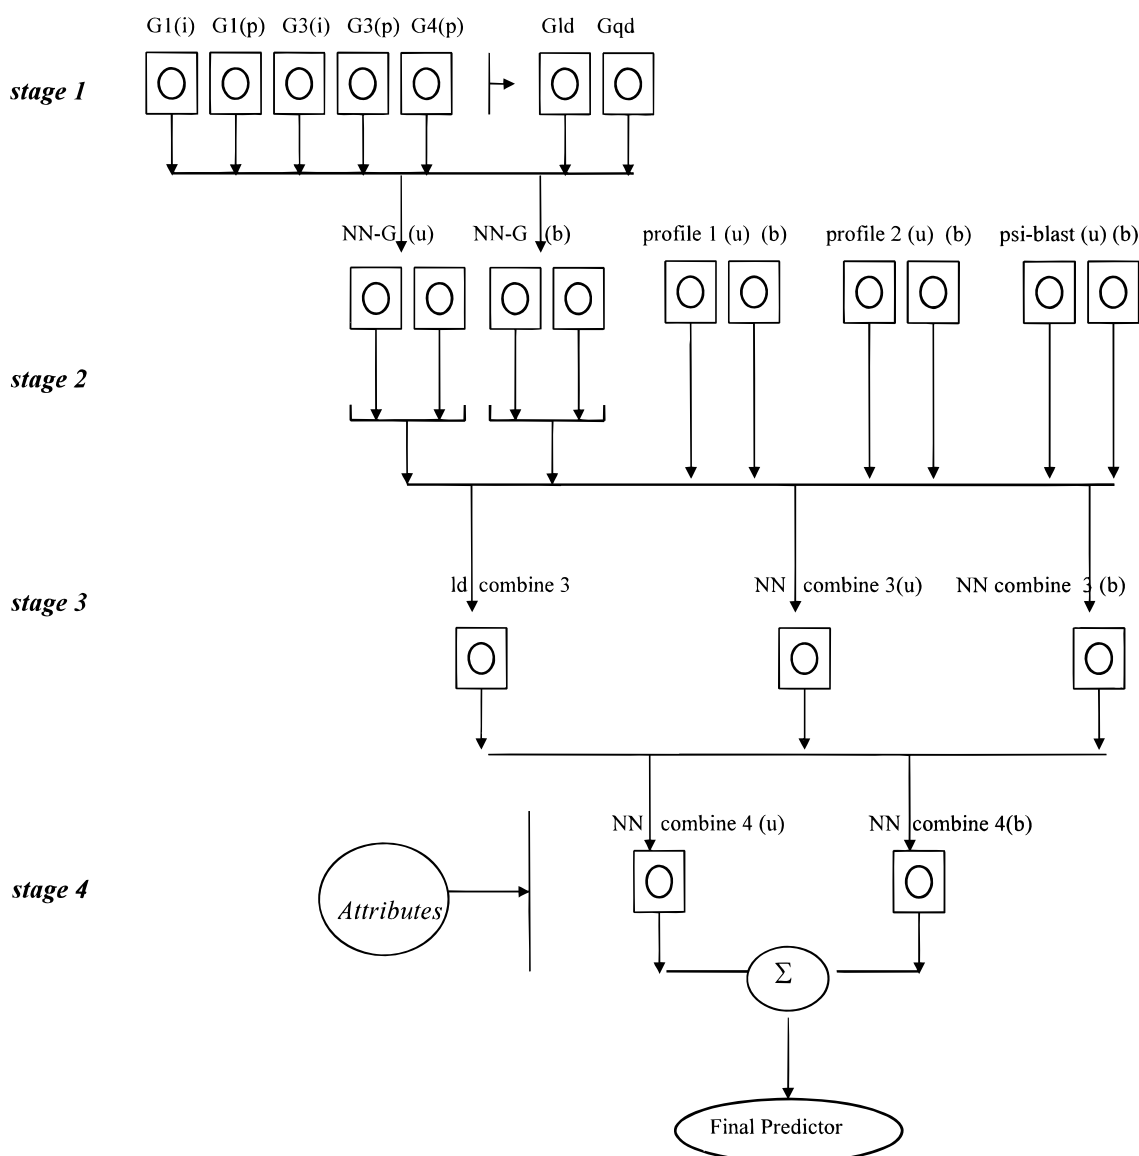 G1(i) G1(p) G3(i) G3(p) G4(p) Gld Gqd
stage 1
NN-G (u) NN-G (b) profile 1 (u) (b) profile 2 (u) (b) psi-blast (u) (b)
stage 2
ld combine 3 NN combine 3(u) NN combine 3 (b)
stage 3
NN combine 4 (u) NN combine 4(b)
stage 4
Attributes
Σ
Final Predictor